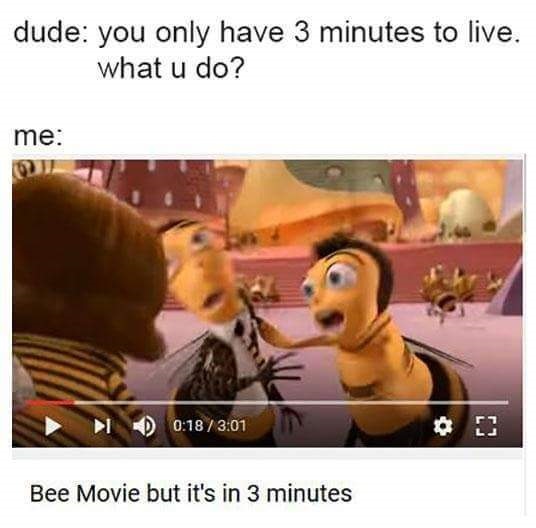 dude: you only have 3 minutes to live.
what u do?
me:
0:18 / 3:01
Bee Movie but it's in 3 minutes